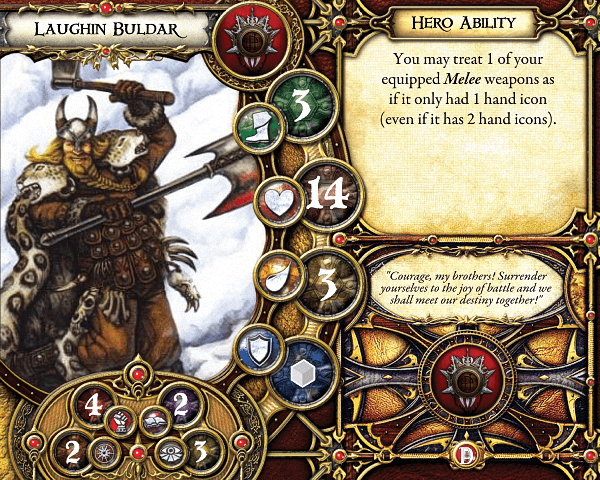 Laughin Buldar
Hero Ability
You may treat 1 of your
equipped Melee weapons as
if it only had 1 hand icon
(even if it has 2 hand icons).
3
14
3
"Courage, my brothers! Surrender
yourselves to the joy of battle and we
shall meet our destiny together!"
4 2
2 3
D